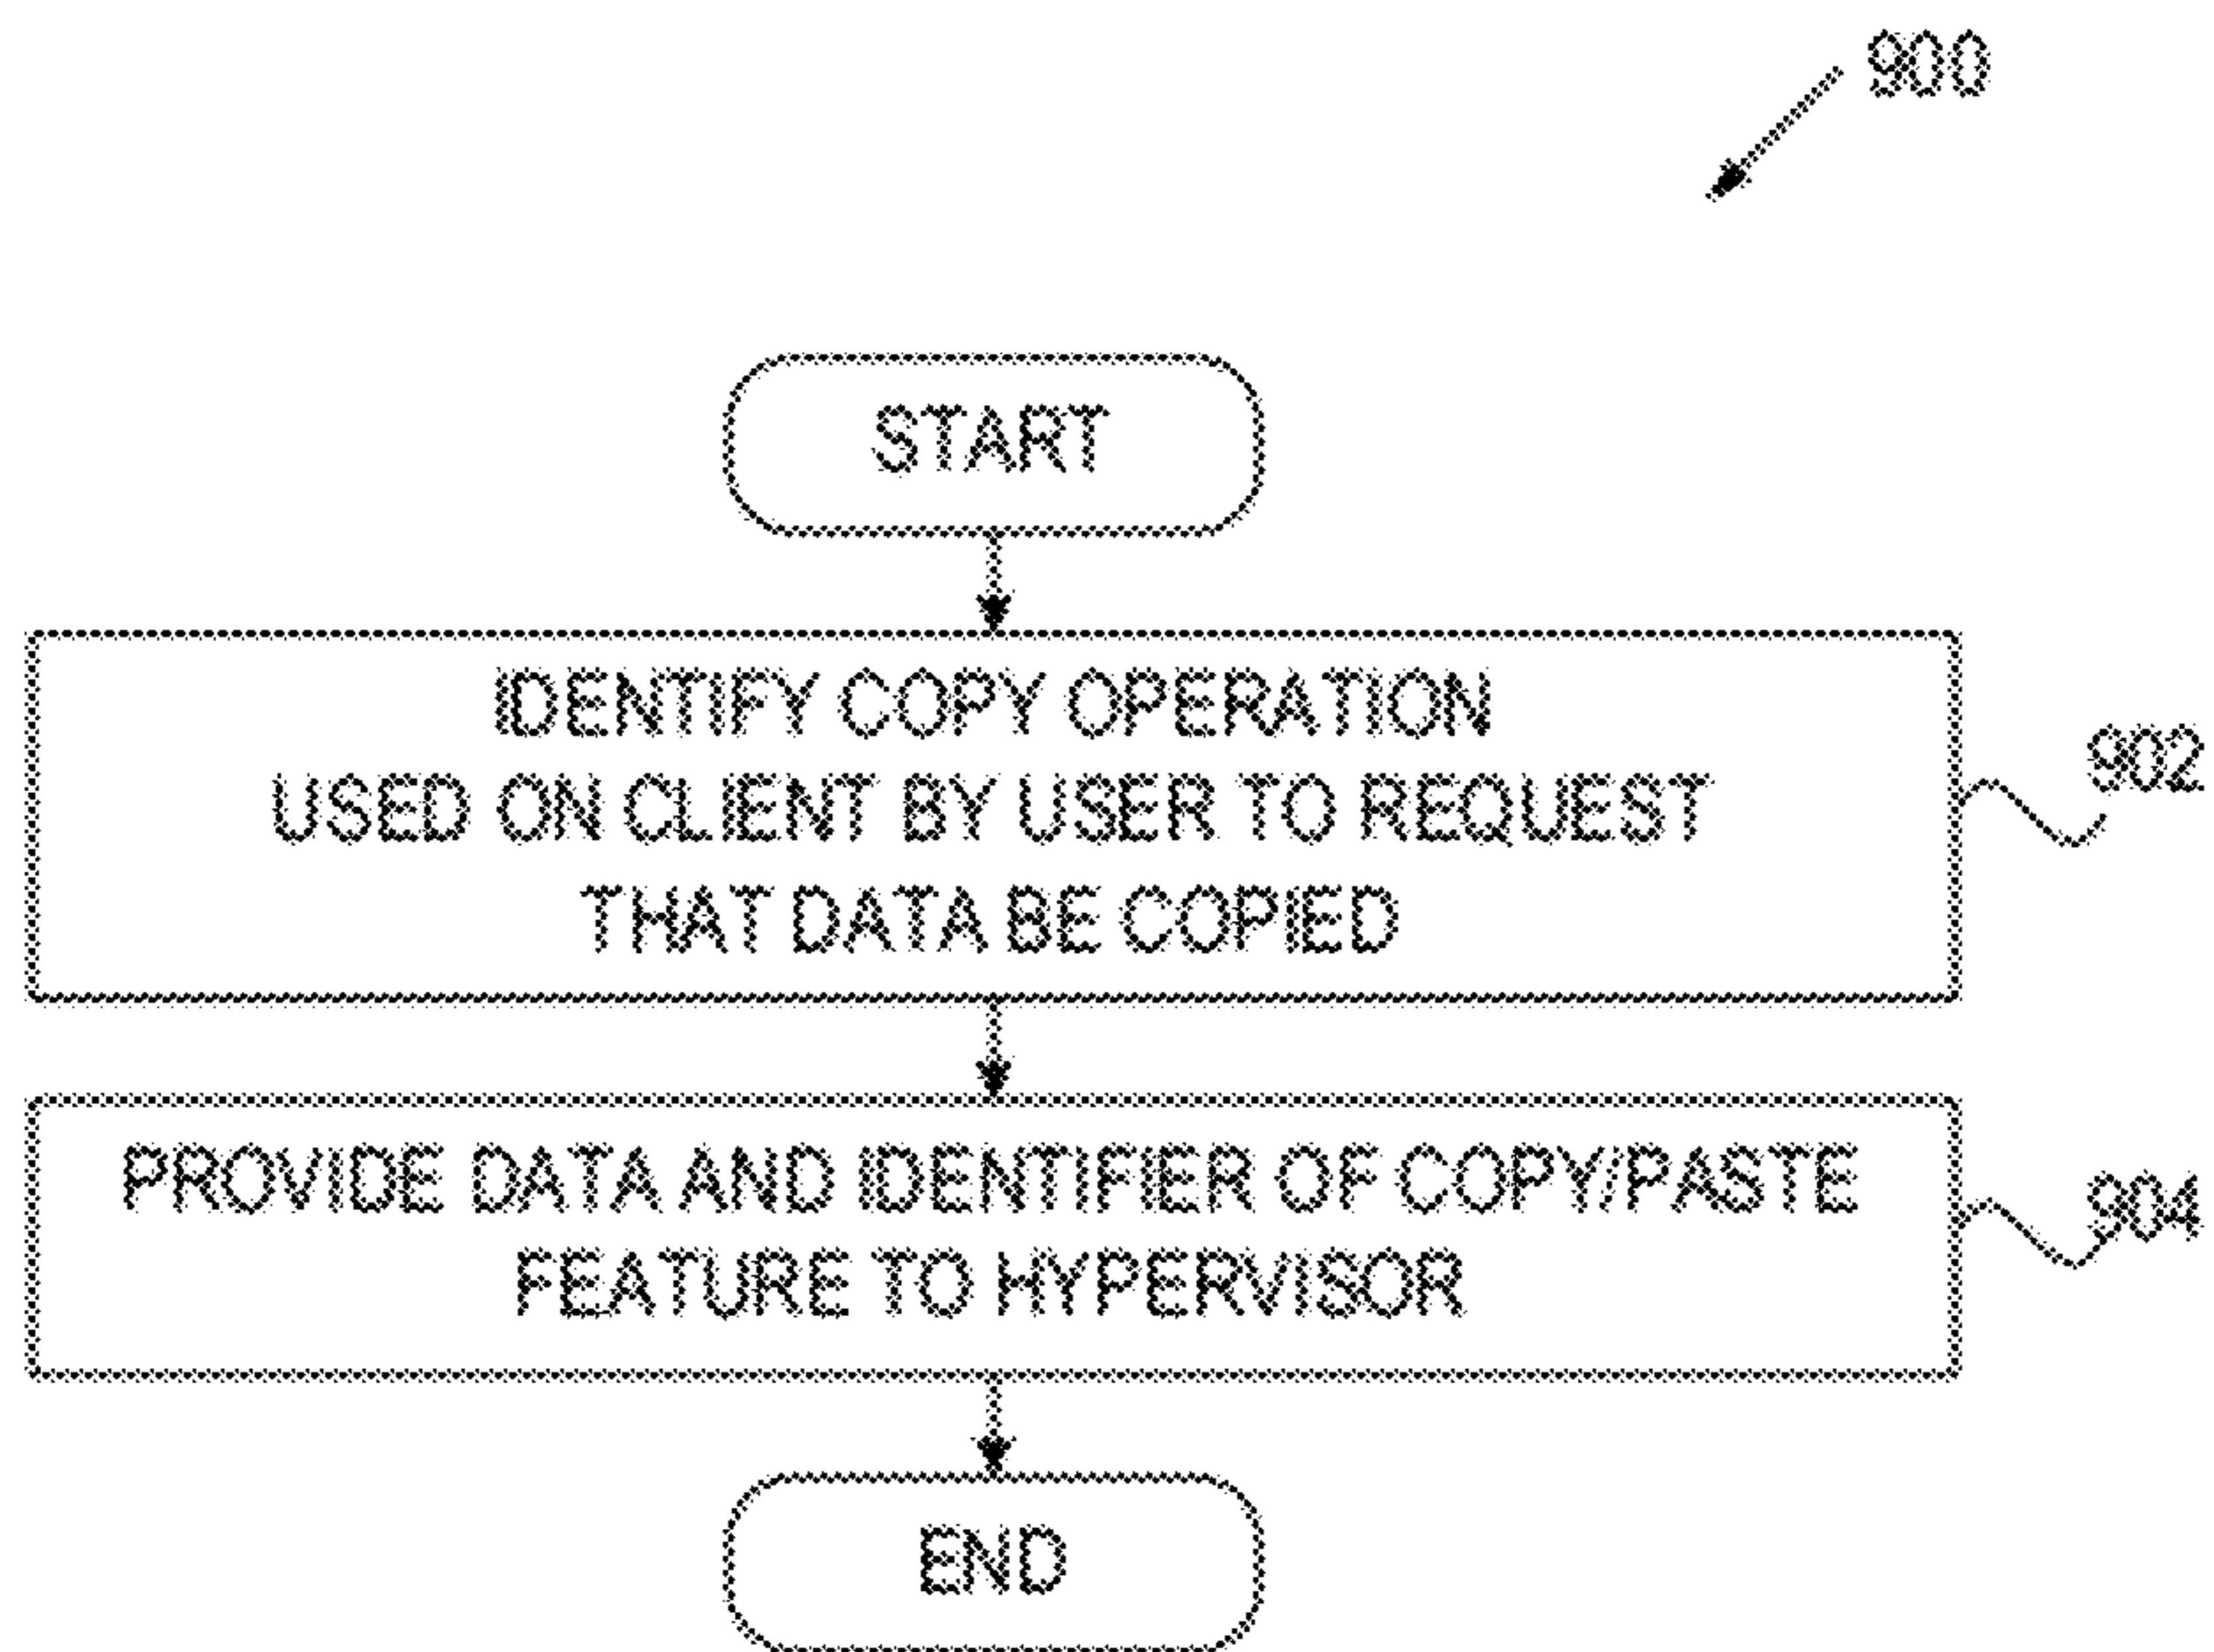 900
START
IDENTIFY COPY OPERATION
USED ON CLIENT BY USER TO REQUEST
THAT DATA BE COPIED
902
PROVIDE DATA AND IDENTIFIER OF COPY/PASTE
FEATURE TO HYPERVISOR
904
END